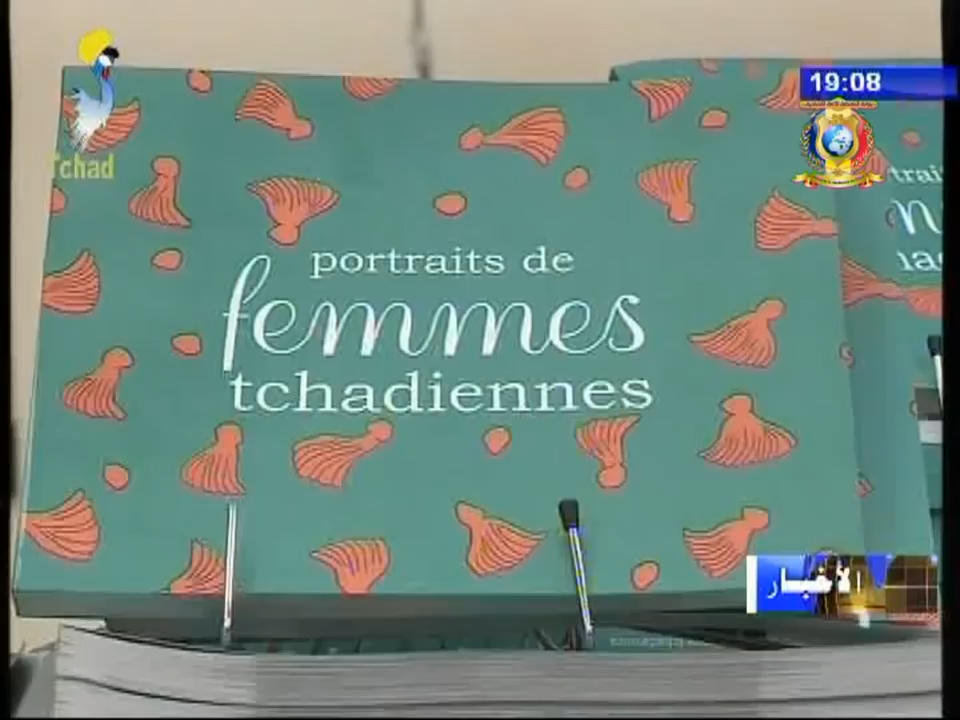 19:08
Tchad
portraits de
femmes
tchadiennes
الأخبار